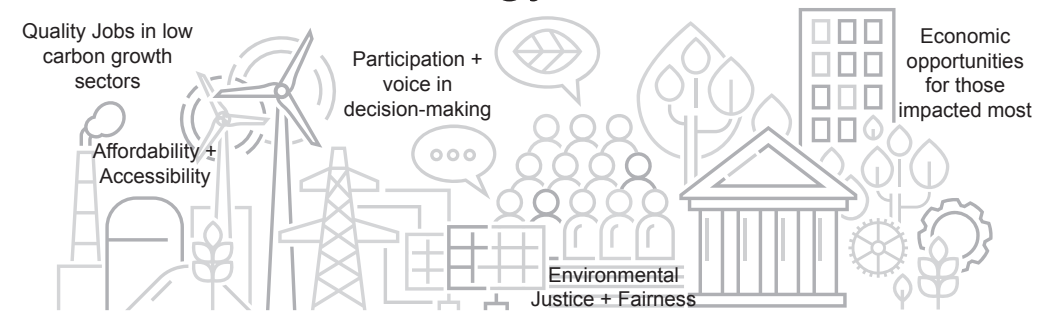 Quality Jobs in low
carbon growth
sectors
Affordability +
Accessibility
Participation +
voice in
decision-making
Environmental
Justice + Fairness
Economic
opportunities
for those
impacted most